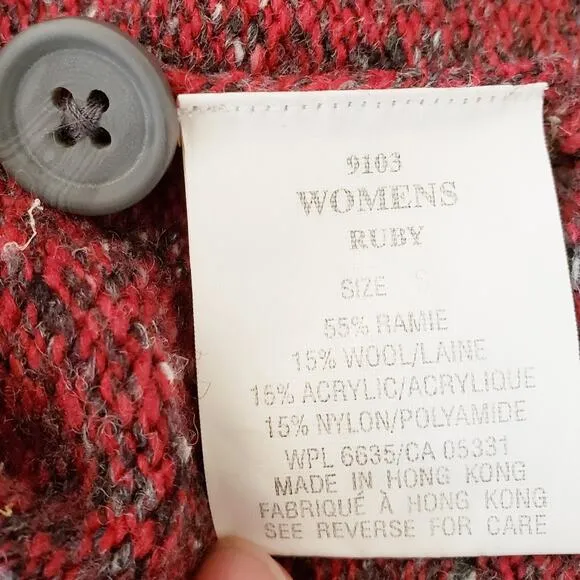 9103
WOMENS
RUBY
SIZE
55% RAMIE
15% WOOL/LAINE
15% ACRYLIC/ACRYLIQUE
15% NYLON/POLYAMIDE
WPL 6635/CA 05331
MADE IN HONG KONG
FABRIQUÉ À HONG KONG
SEE REVERSE FOR CARE